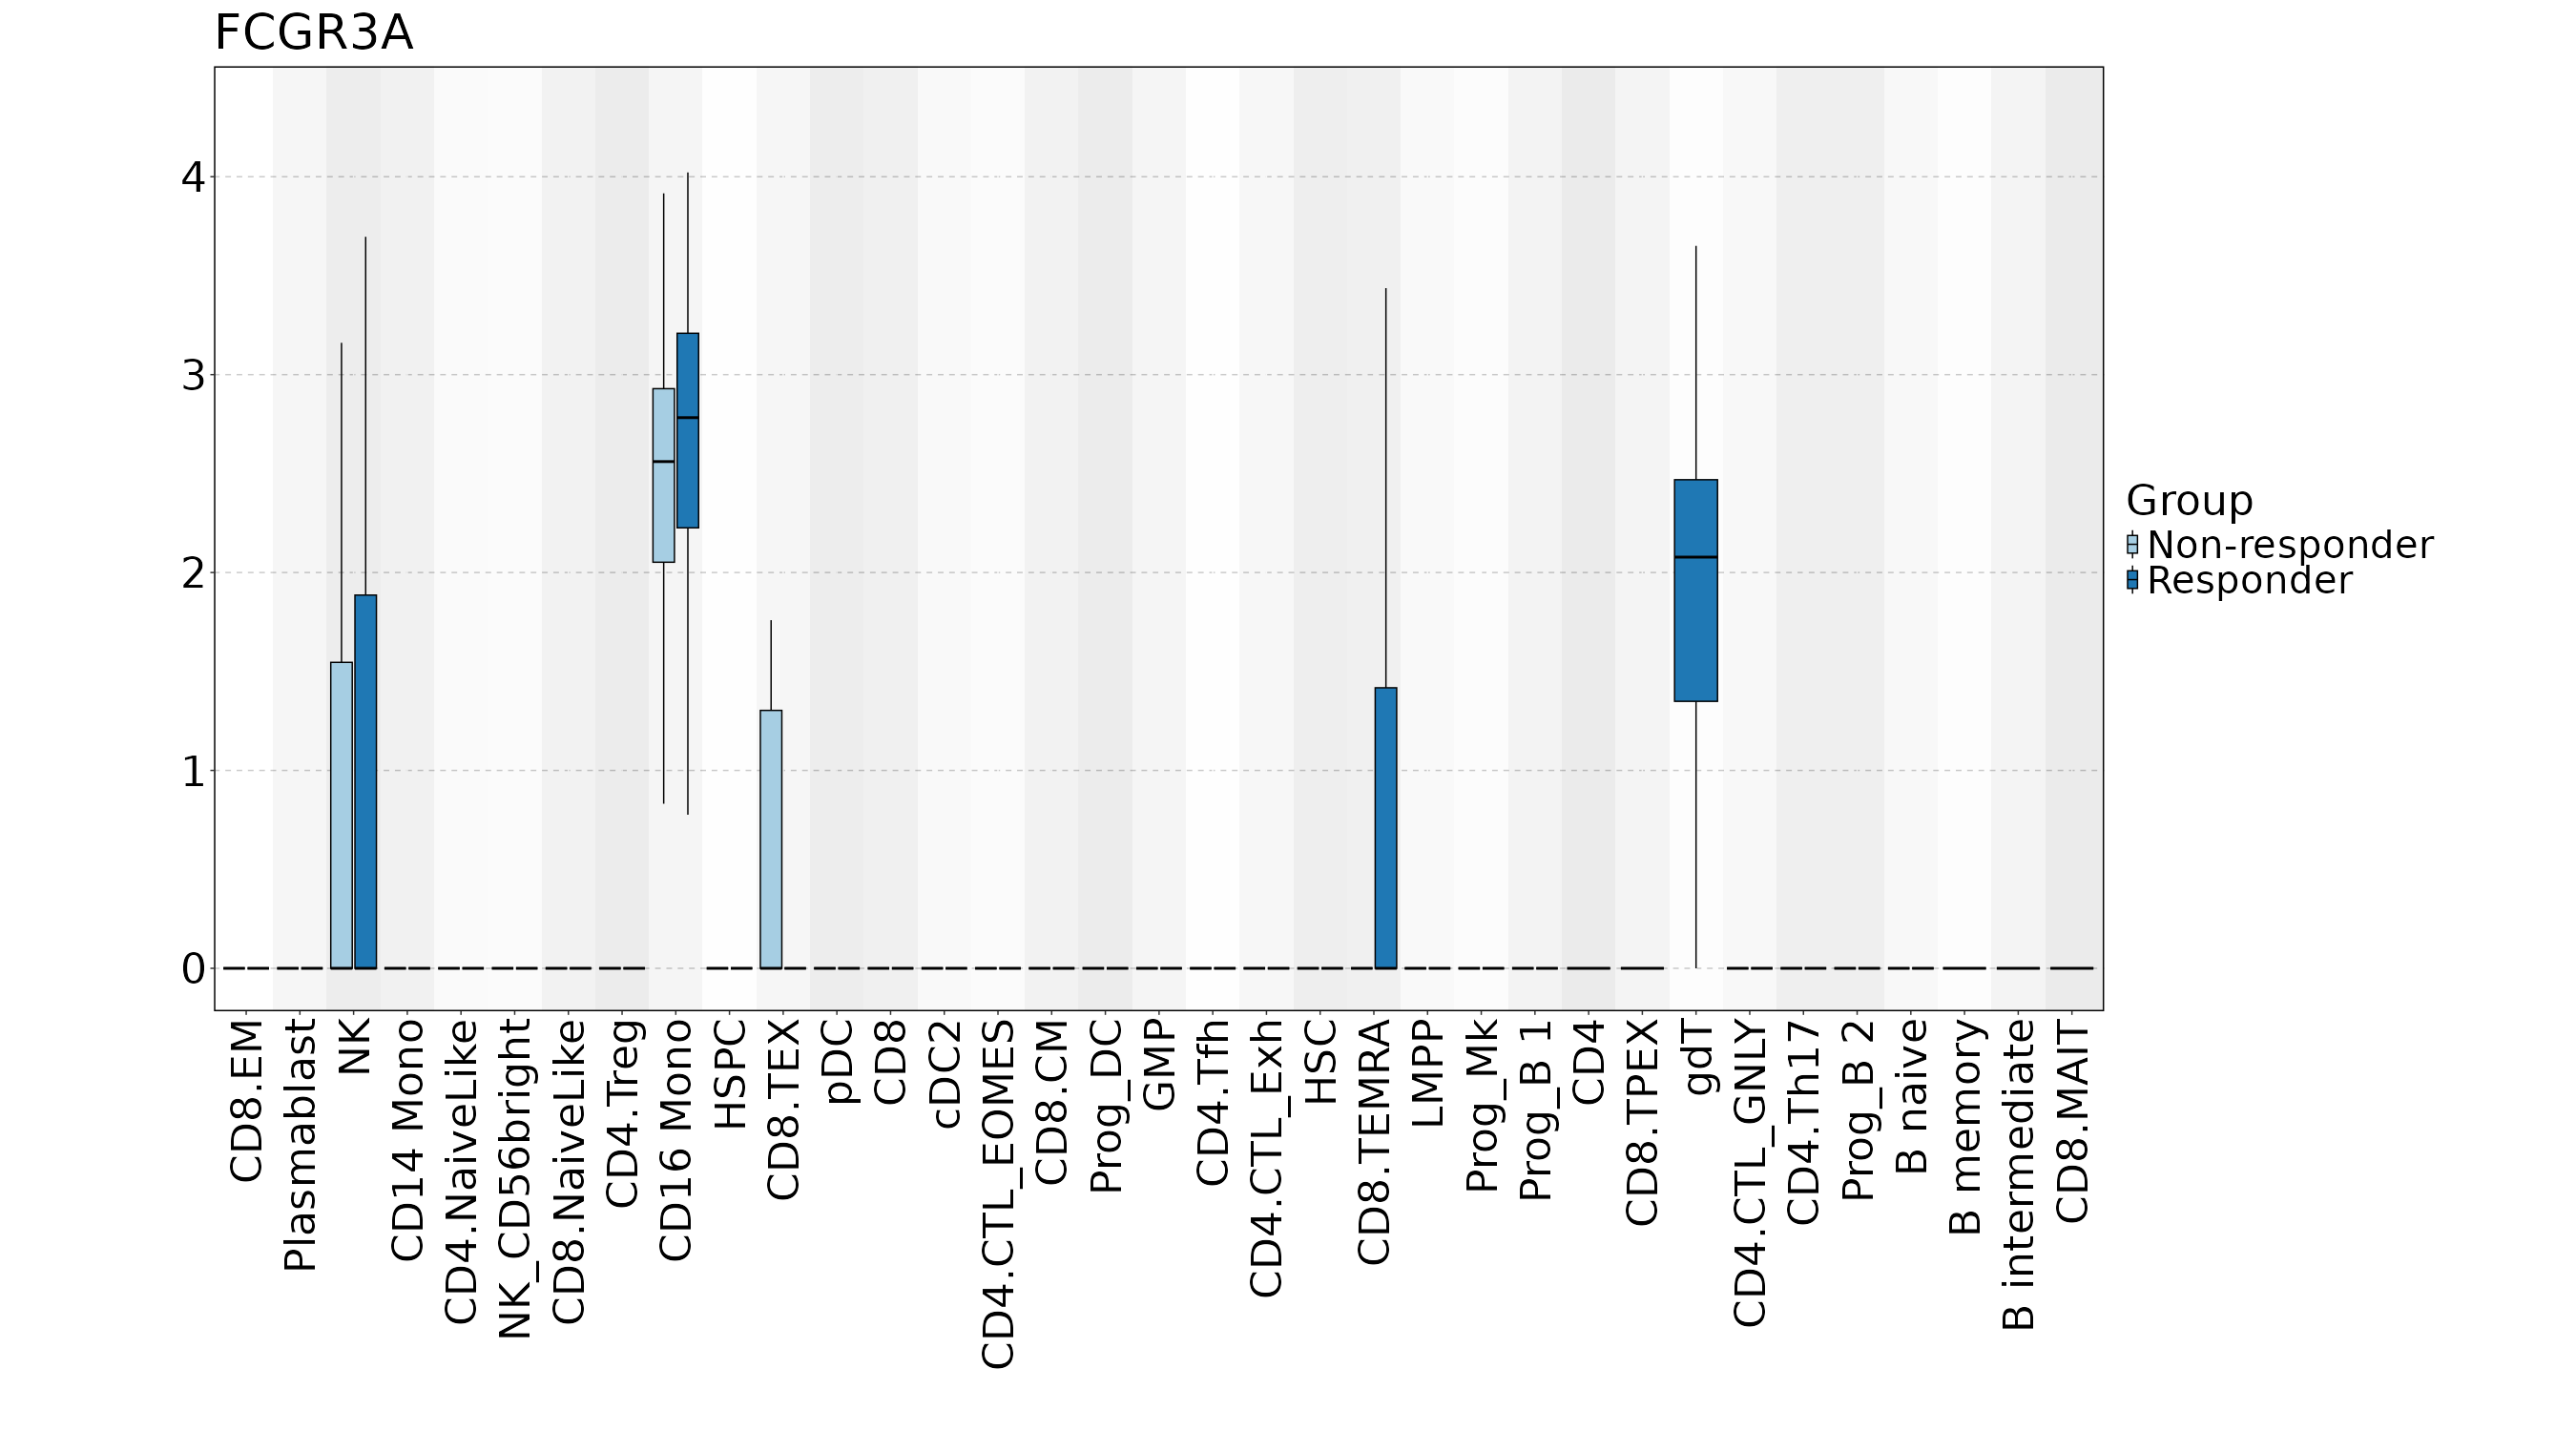 FCGR3A
4
3
2
1
0
CD8.EM
Plasmablast
NK
CD14 Mono
CD4.NaiveLike
NK_CD56bright
CD8.NaiveLike
CD4.Treg
CD16 Mono
HSPC
CD8.TEX
pDC
CD8
cDC2
CD4.CTL_EOMES
CD8.CM
Prog_DC
GMP
CD4.Tfh
CD4.CTL_Exh
HSC
CD8.TEMRA
LMPP
Prog_Mk
Prog_B 1
CD4
CD8.TPEX
gdT
CD4.CTL_GNLY
CD4.Th17
Prog_B 2
B naive
B memory
B intermediate
CD8.MAIT
Group
Non-responder
Responder